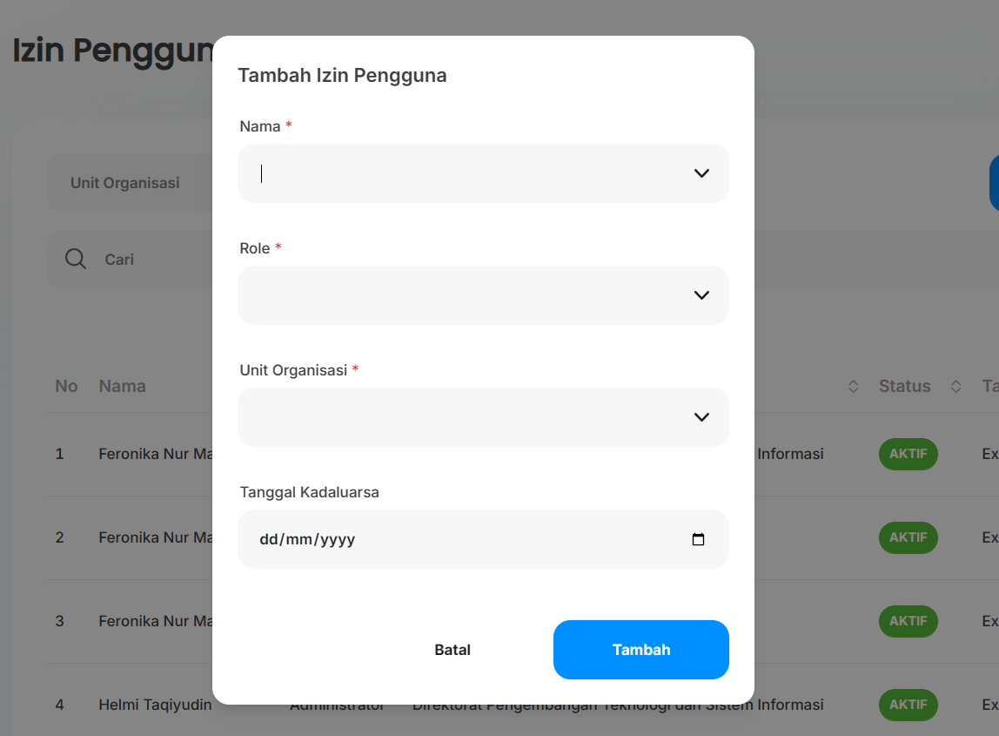 Izin Penggun
Tambah Izin Pengguna
Nama *
Unit Organisasi
Cari
Role *
Unit Organisasi *
No Nama Status Ta
1 Feronika Nur Ma Informasi AKTIF Ex
Tanggal Kadaluarsa
dd/mm/yyyy
2 Feronika Nur Ma AKTIF Ex
3 Feronika Nur Ma AKTIF Ex
Batal Tambah
4 Helmi Taqiyudin Administrator Direktorat Pengembangan Teknologi dan Sistem Informasi AKTIF Ex